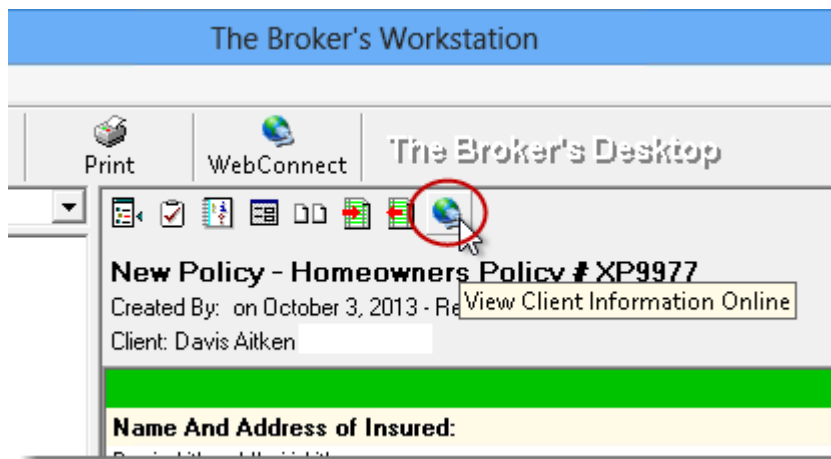 The Broker's Workstation
Print
WebConnect
The Broker's Desktop
New Policy - Homeowners Policy # XP9977
Created By: on October 3, 2013 - Re
View Client Information Online
Client: Davis Aitken
Name And Address of Insured: